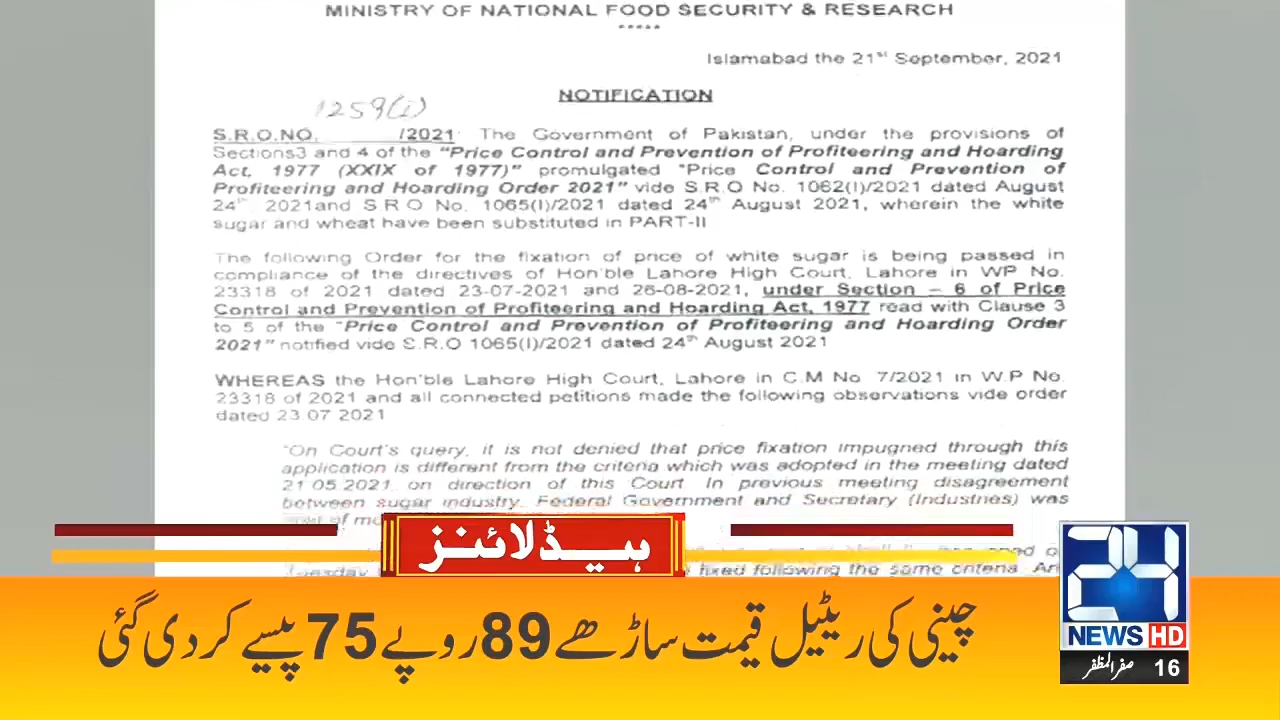 MINISTRY OF NATIONAL FOOD SECURITY & RESEARCH
*****
Islamabad the 21st September, 2021
NOTIFICATION
1259(I)
S.R.O.NO. /2021 The Government of Pakistan, under the provisions of
Sections3 and 4 of the "Price Control and Prevention of Profiteering and Hoarding
Act, 1977 (XXIX of 1977)" promulgated "Price Control and Prevention of
Profiteering and Hoarding Order 2021" vide S.R.O No. 1062(I)/2021 dated August
24th 2021and S R O No. 1065(I)/2021 dated 24th August 2021, wherein the white
sugar and wheat have been substituted in PART-II
The following Order for the fixation of price of white sugar is being passed in
compliance of the directives of Hon'ble Lahore High Court, Lahore in WP No.
23318 of 2021 dated 23-07-2021 and 26-08-2021, under Section – 6 of Price
Control and Prevention of Profiteering and Hoarding Act, 1977 read with Clause 3
to 5 of the "Price Control and Prevention of Profiteering and Hoarding Order
2021" notified vide S.R.O 1065(I)/2021 dated 24th August 2021
WHEREAS the Hon'ble Lahore High Court, Lahore in C.M No 7/2021 in W.P No.
23318 of 2021 and all connected petitions made the following observations vide order
dated 23 07 2021
"On Court's query, it is not denied that price fixation impugned through this
application is different from the criteria which was adopted in the meeting dated
21 05 2021 on direction of this Court In previous meeting disagreement
between sugar industry, Federal Government and Secretary (Industries) was
of
Tuesday fixed following the same criteria
ہیڈلائنز
چینی کی ریٹیل قیمت ساڑھے 89 روپے 75 پیسے کر دی گئی
24
NEWS HD
16 صفر المظفر